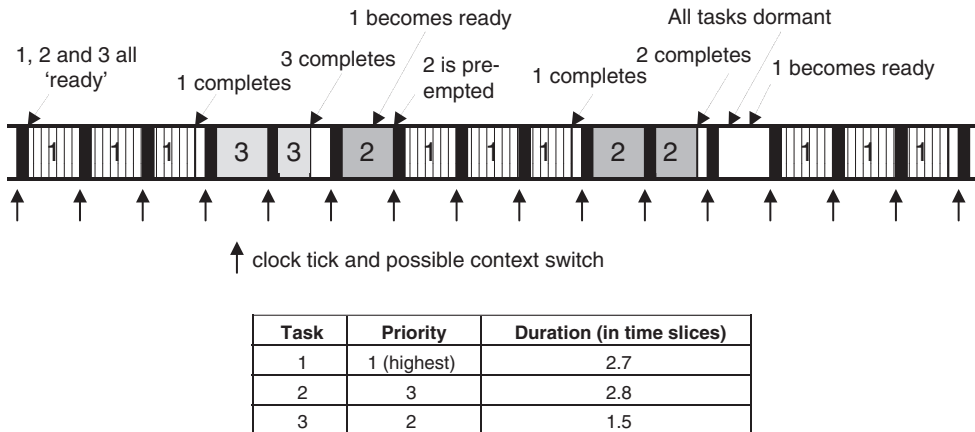 1, 2 and 3 all
'ready'
1 completes
3 completes
1 becomes ready
2 is pre-
empted
1 completes
2 completes
All tasks dormant
1 becomes ready
1 1 1 3 3 2 1 1 1 2 2 1 1 1
clock tick and possible context switch
Task Priority Duration (in time slices)
1 1 (highest) 2.7
2 3 2.8
3 2 1.5